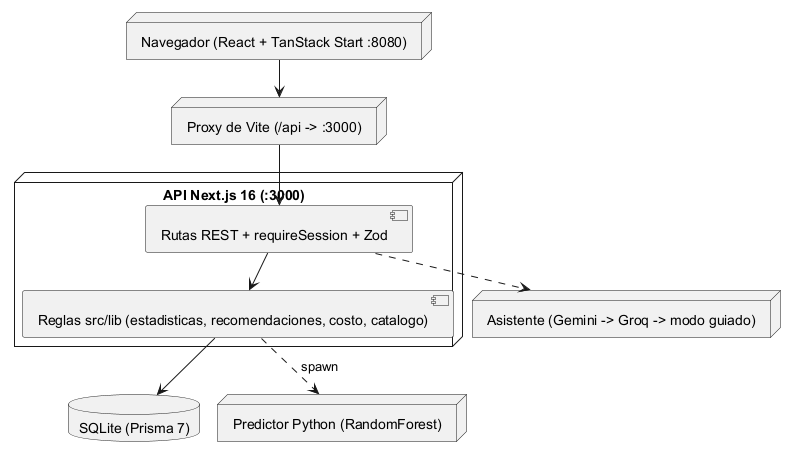 Navegador (React + TanStack Start :8080)
Proxy de Vite (/api -> :3000)
API Next.js 16 (:3000)
Rutas REST + requireSession + Zod
Reglas src/lib (estadisticas, recomendaciones, costo, catalogo)
Asistente (Gemini -> Groq -> modo guiado)
spawn
SQLite (Prisma 7)
Predictor Python (RandomForest)